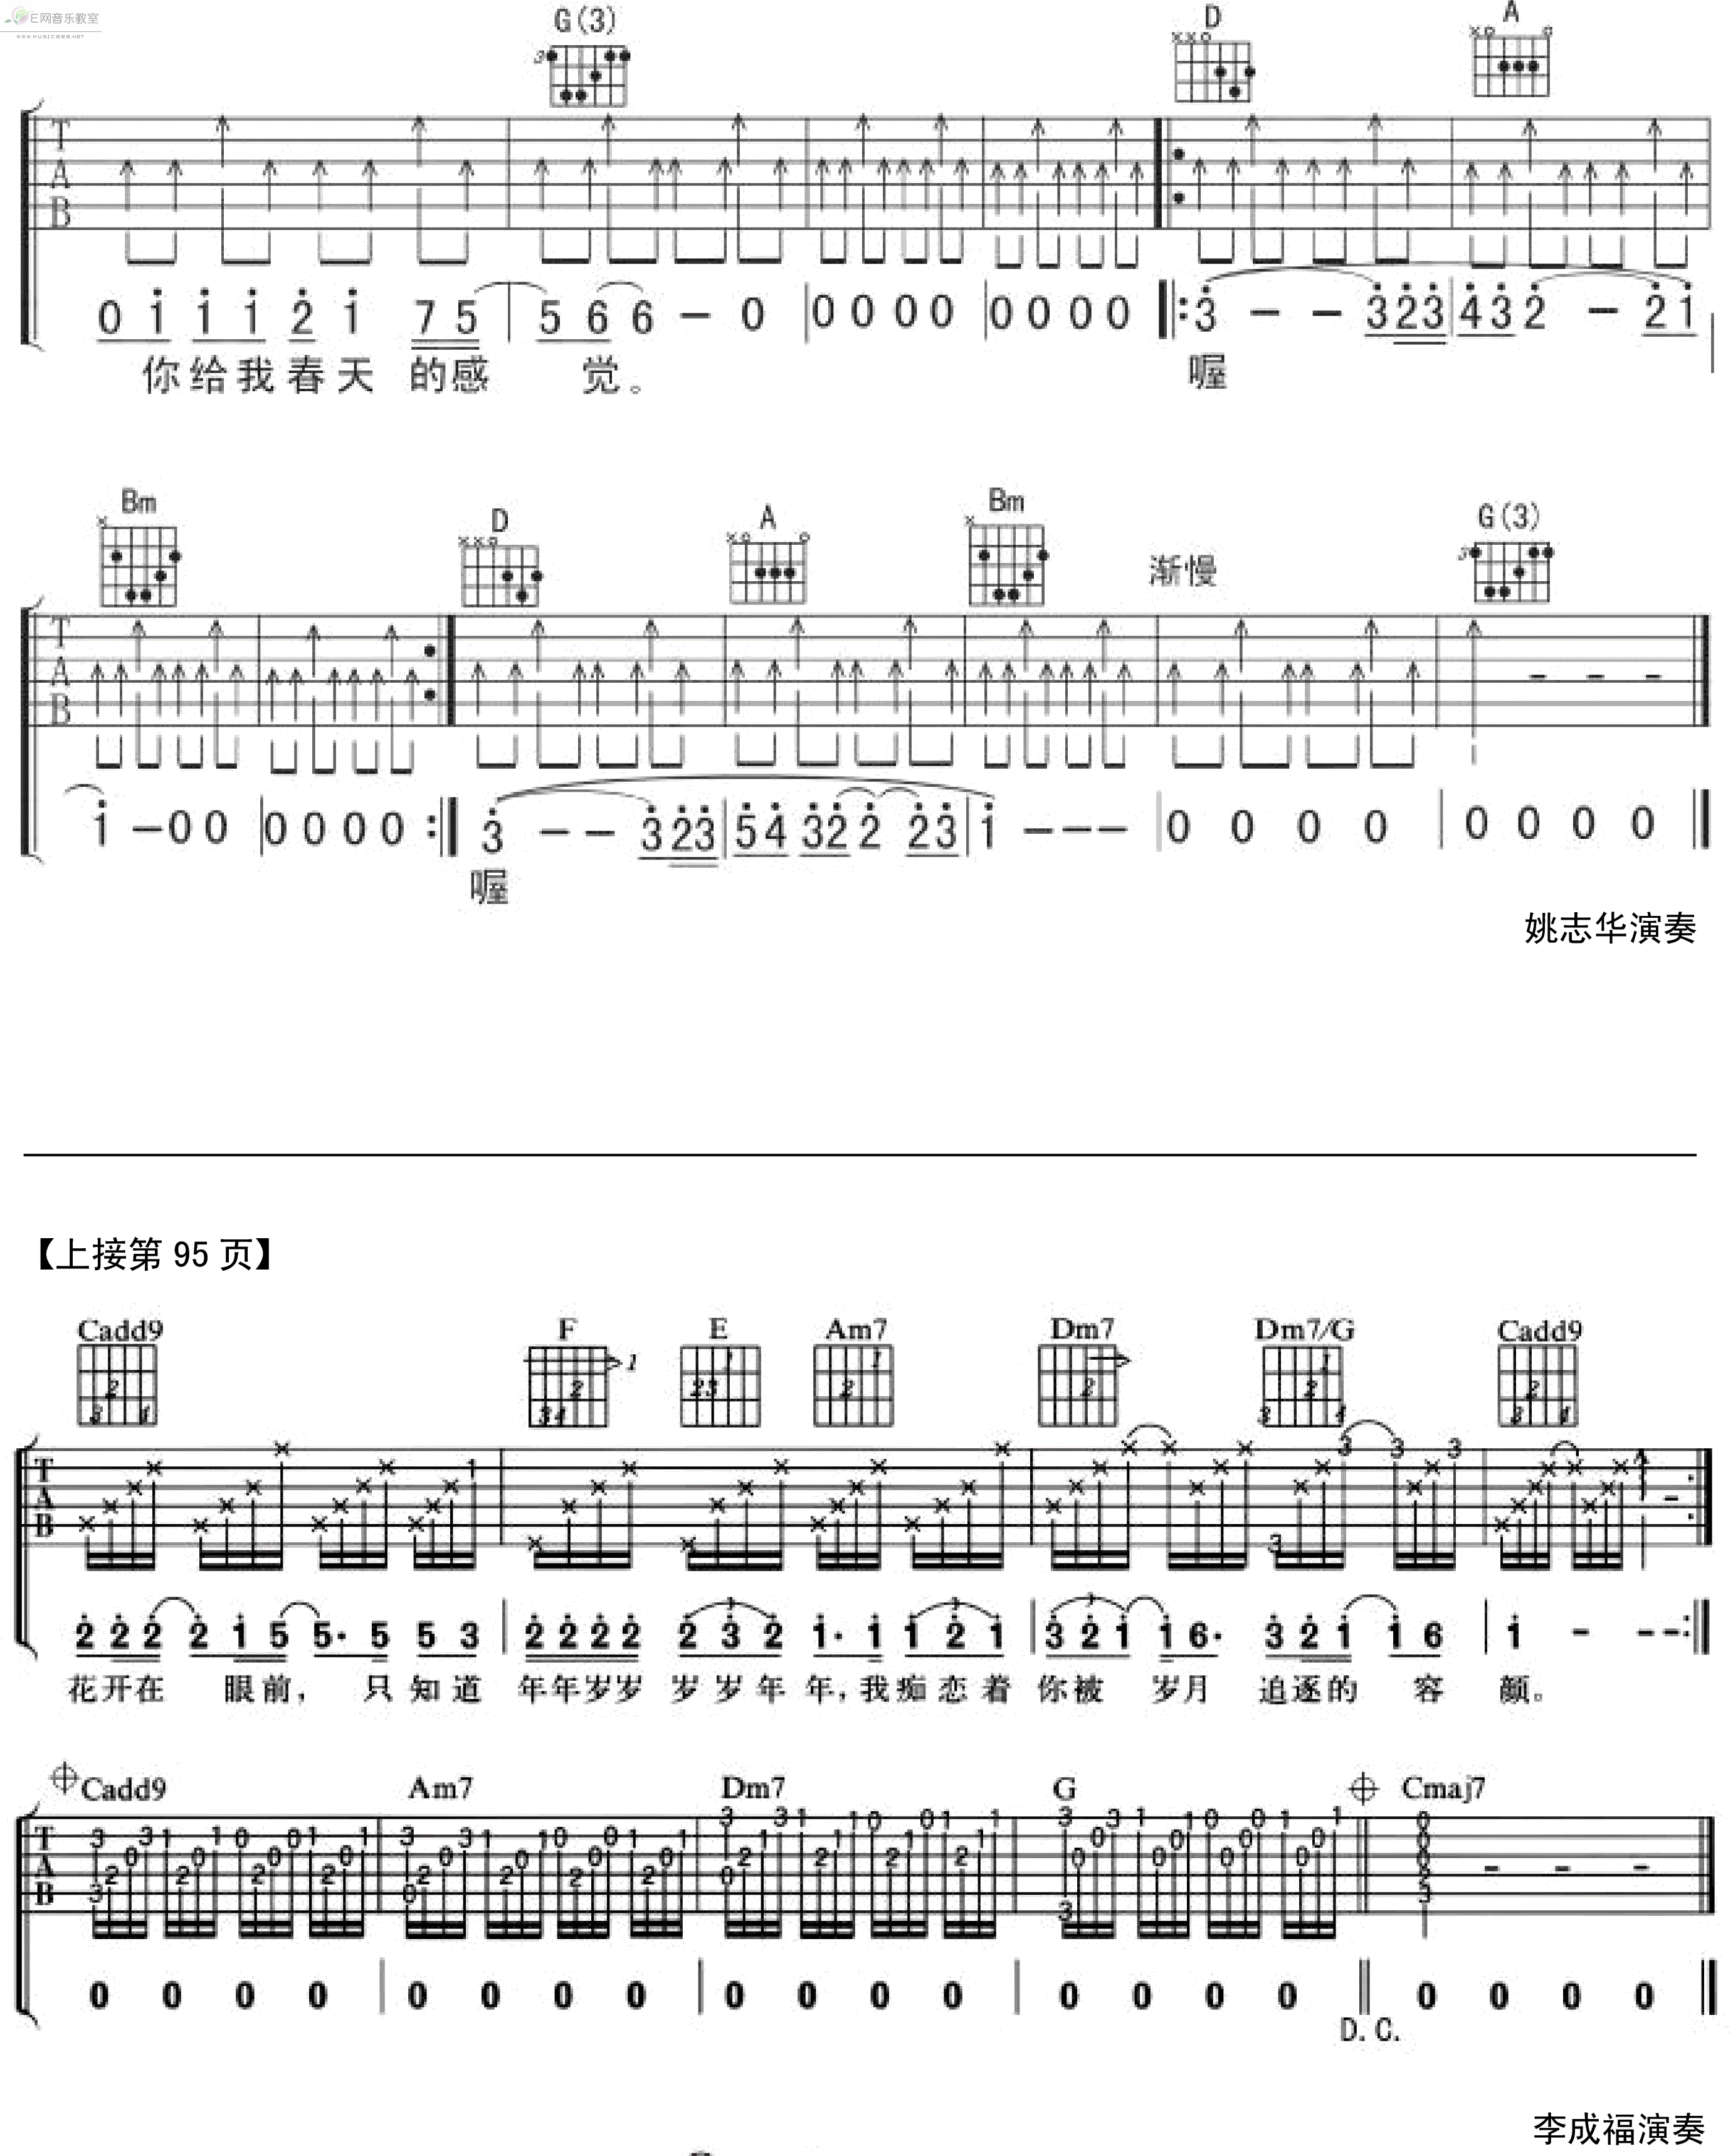 E网音乐教室
WWW.MUSICEEE.NET
G(3) D A
3
T
A
B
0 1 1 1 2 1 7 5 | 5 6 6 － 0 | 0 0 0 0 | 0 0 0 0 ‖: 3 － － 3 2 3 | 4 3 2 － 2 1 |
你给我春天 的感 觉。 喔
Bm D A Bm 渐慢 G(3)
3
T
A
B
1 －0 0 | 0 0 0 0 :‖ 3 －－ 3 2 3 | 5 4 3 2 2 2 3 | 1 －－－ | 0 0 0 0 | 0 0 0 0 ‖
喔
姚志华演奏
【上接第 95 页】
Cadd9 F E Am7 Dm7 Dm7/G Cadd9
T
A
B
2 2 2 2 1 5 5· 5 5 3 | 2 2 2 2 2 3 2 1· 1 1 2 1 | 3 2 1 1 6· 3 2 1 1 6 | 1 - - - :‖
花开在 眼前， 只 知 道 年年岁岁 岁 岁 年 年，我 痴 恋 着 你被 岁月 追逐的 容 颜。
Cadd9 Am7 Dm7 G Cmaj7
T
A
B
0 0 0 0 | 0 0 0 0 | 0 0 0 0 | 0 0 0 0 ‖ 0 0 0 0 ‖
D.C.
李成福演奏